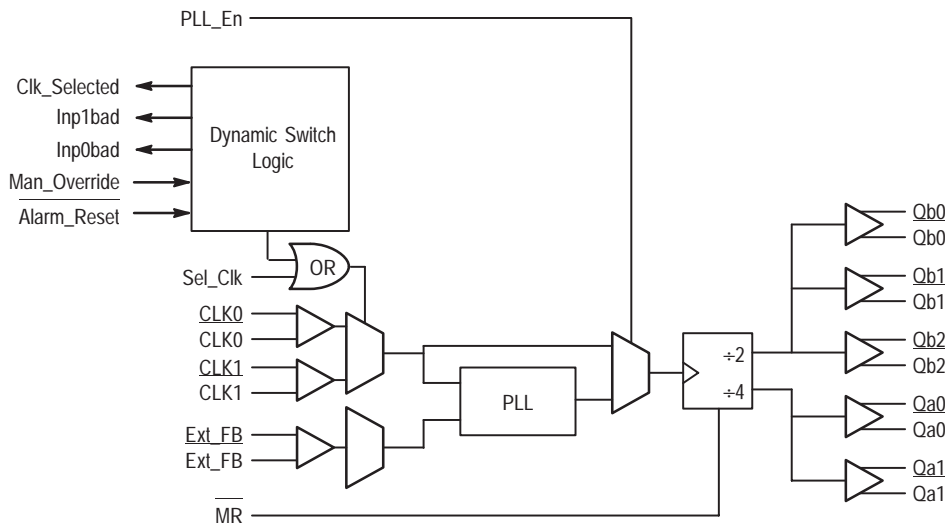 PLL_En
Clk_Selected
Inp1bad
Inp0bad
Man_Override
Alarm_Reset
Dynamic Switch
Logic
OR
Sel_Clk
CLK0
CLK0
CLK1
CLK1
Ext_FB
Ext_FB
MR
PLL
÷2
÷4
Qb0
Qb0
Qb1
Qb1
Qb2
Qb2
Qa0
Qa0
Qa1
Qa1